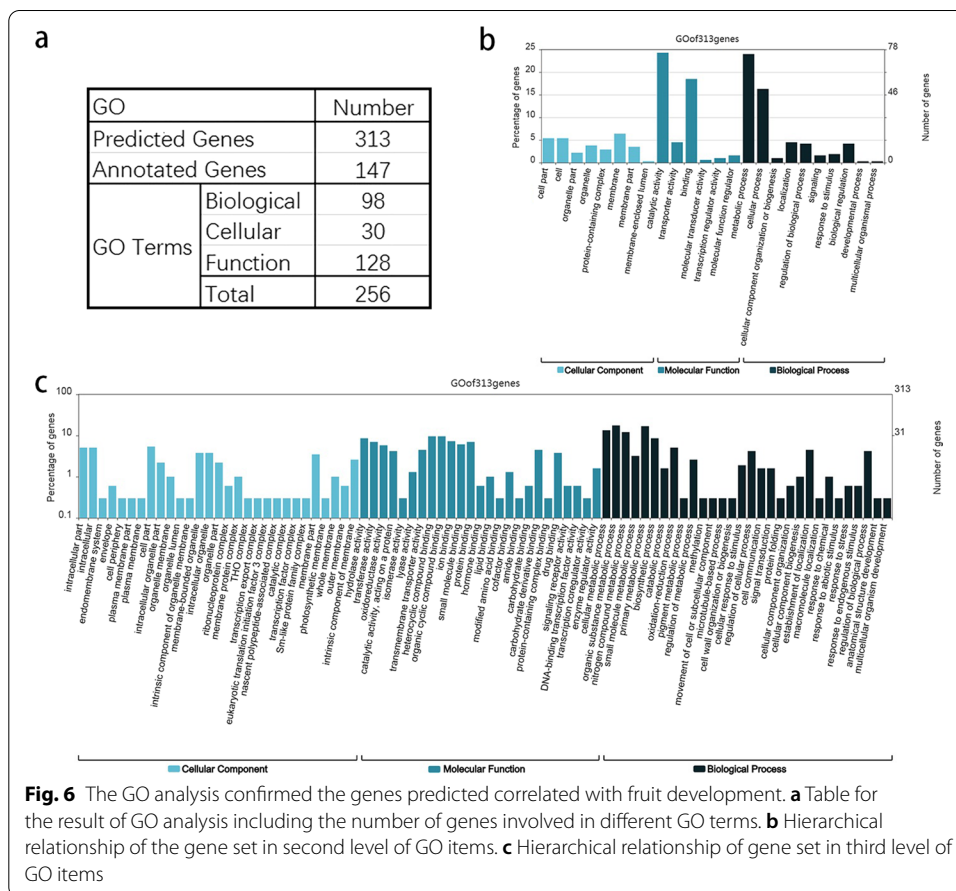 a
GO Number
Predicted Genes 313
Annotated Genes 147
GO Terms
Biological 98
Cellular 30
Function 128
Total 256
b
GOof313genes
Percentage of genes
25
20
15
10
5
0
Number of genes
78
46
0
cell part
cell
organelle part
organelle
protein-containing complex
membrane
membrane part
membrane-enclosed lumen
catalytic activity
transporter activity
binding
molecular transducer activity
transcription regulator activity
molecular function regulator
metabolic process
cellular process
cellular component organization or biogenesis
localization
regulation of biological process
signaling
response to stimulus
biological regulation
developmental process
multicellular organismal process
Cellular Component Molecular Function Biological Process
c
GOof313genes
Percentage of genes
100
10
1
0.1
Number of genes
313
31
intracellular part
intracellular
endomembrane system
envelope
cell periphery
plasma membrane part
plasma membrane
cell part
intracellular organelle part
organelle membrane
organelle lumen
intrinsic component of organelle membrane
membrane-bounded organelle
intracellular organelle
organelle part
ribonucleoprotein complex
membrane protein complex
THO complex
transcription export complex
eukaryotic translation initiation factor 3 complex
nascent polypeptide-associated complex
catalytic complex
transcription factor complex
Sm-like protein family complex
membrane part
photosynthetic membrane
whole membrane
outer membrane
intrinsic component of membrane
hydrolase activity
transferase activity
oxidoreductase activity
catalytic activity, acting on a protein
isomerase activity
lyase activity
transmembrane transporter activity
heterocyclic compound binding
organic cyclic compound binding
ion binding
small molecule binding
protein binding
hormone binding
lipid binding
modified amino acid binding
cofactor binding
amide binding
carbohydrate binding
carbohydrate derivative binding
protein-containing complex binding
drug binding
signaling receptor activity
DNA-binding transcription factor activity
transcription coregulator activity
enzyme regulator activity
cellular metabolic process
organic substance metabolic process
nitrogen compound metabolic process
small molecule metabolic process
primary metabolic process
biosynthetic process
catabolic process
oxidation-reduction process
pigment metabolic process
regulation of metabolic process
methylation
movement of cell or subcellular component
microtubule-based process
cell wall organization or biogenesis
cellular response to stimulus
regulation of cellular process
cell communication
signal transduction
protein folding
cellular component organization
cellular component biogenesis
establishment of localization
macromolecule localization
response to chemical
response to abiotic stimulus
response to stress
response to endogenous stimulus
regulation of biological process
anatomical structure development
multicellular organism development
Cellular Component Molecular Function Biological Process
Fig. 6 The GO analysis confirmed the genes predicted correlated with fruit development. a Table for
the result of GO analysis including the number of genes involved in different GO terms. b Hierarchical
relationship of the gene set in second level of GO items. c Hierarchical relationship of gene set in third level of
GO items